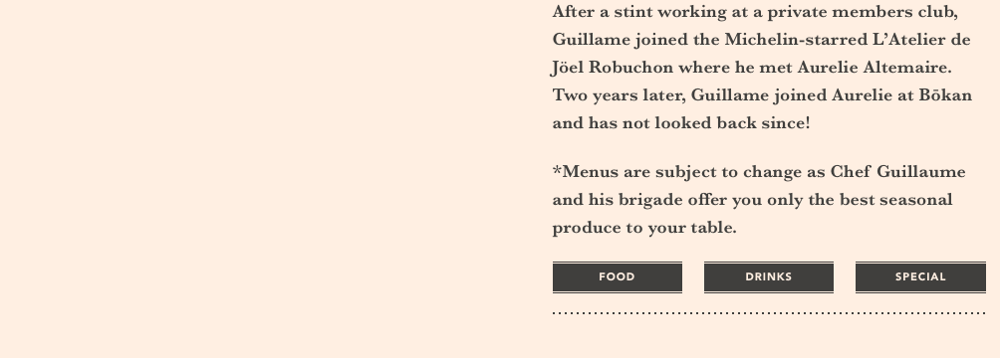 After a stint working at a private members club,
Guillame joined the Michelin-starred L’Atelier de
Jöel Robuchon where he met Aurelie Altemaire.
Two years later, Guillame joined Aurelie at Bōkan
and has not looked back since!
*Menus are subject to change as Chef Guillaume
and his brigade offer you only the best seasonal
produce to your table.
FOOD DRINKS SPECIAL